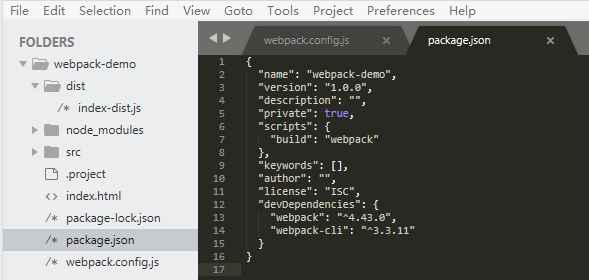 File Edit Selection Find View Goto Tools Project Preferences Help
FOLDERS
webpack-demo
dist
/* index-dist.js
node_modules
src
.project
<> index.html
/* package-lock.json
/* package.json
/* webpack.config.js
webpack.config.js × package.json ×
1 {
2 "name": "webpack-demo",
3 "version": "1.0.0",
4 "description": "",
5 "private": true,
6 "scripts": {
7 "build": "webpack"
8 },
9 "keywords": [],
10 "author": "",
11 "license": "ISC",
12 "devDependencies": {
13 "webpack": "^4.43.0",
14 "webpack-cli": "^3.3.11"
15 }
16 }
17